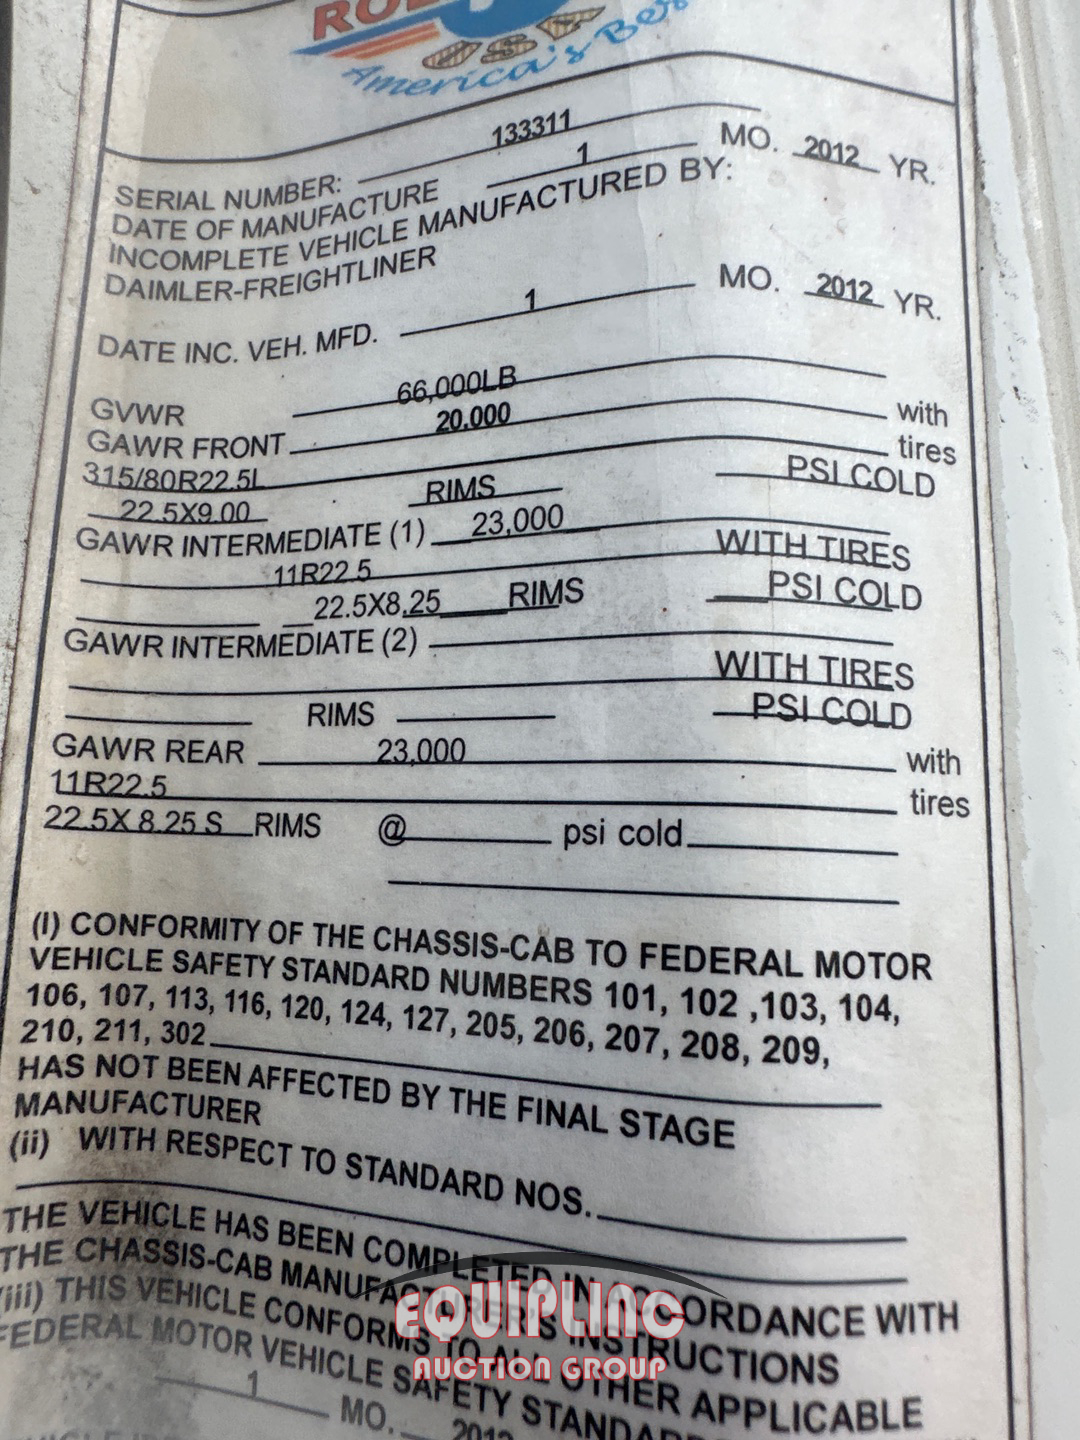 USA
America's Bes
SERIAL NUMBER: 133311
DATE OF MANUFACTURE 1 MO. 2012 YR.
INCOMPLETE VEHICLE MANUFACTURED BY:
DAIMLER-FREIGHTLINER
DATE INC. VEH. MFD. 1 MO. 2012 YR.
GVWR 66,000LB
GAWR FRONT 20,000 with
315/80R22.5L tires
22.5X9.00 RIMS PSI COLD
GAWR INTERMEDIATE (1) 23,000
11R22.5 WITH TIRES
22.5X8.25 RIMS PSI COLD
GAWR INTERMEDIATE (2)
WITH TIRES
RIMS PSI COLD
GAWR REAR 23,000 with
11R22.5 tires
22.5X 8.25 S RIMS @ psi cold
(I) CONFORMITY OF THE CHASSIS-CAB TO FEDERAL MOTOR
VEHICLE SAFETY STANDARD NUMBERS 101, 102 ,103, 104,
106, 107, 113, 116, 120, 124, 127, 205, 206, 207, 208, 209,
210, 211, 302
HAS NOT BEEN AFFECTED BY THE FINAL STAGE
MANUFACTURER
(ii) WITH RESPECT TO STANDARD NOS.
THE VEHICLE HAS BEEN COMPLETED IN ACCORDANCE WITH
THE CHASSIS-CAB MANUFACTURER'S INSTRUCTIONS
(iii) THIS VEHICLE CONFORMS TO ALL OTHER APPLICABLE
FEDERAL MOTOR VEHICLE SAFETY STANDARD
1 MO. 2012
EQUIPLINC
AUCTION GROUP